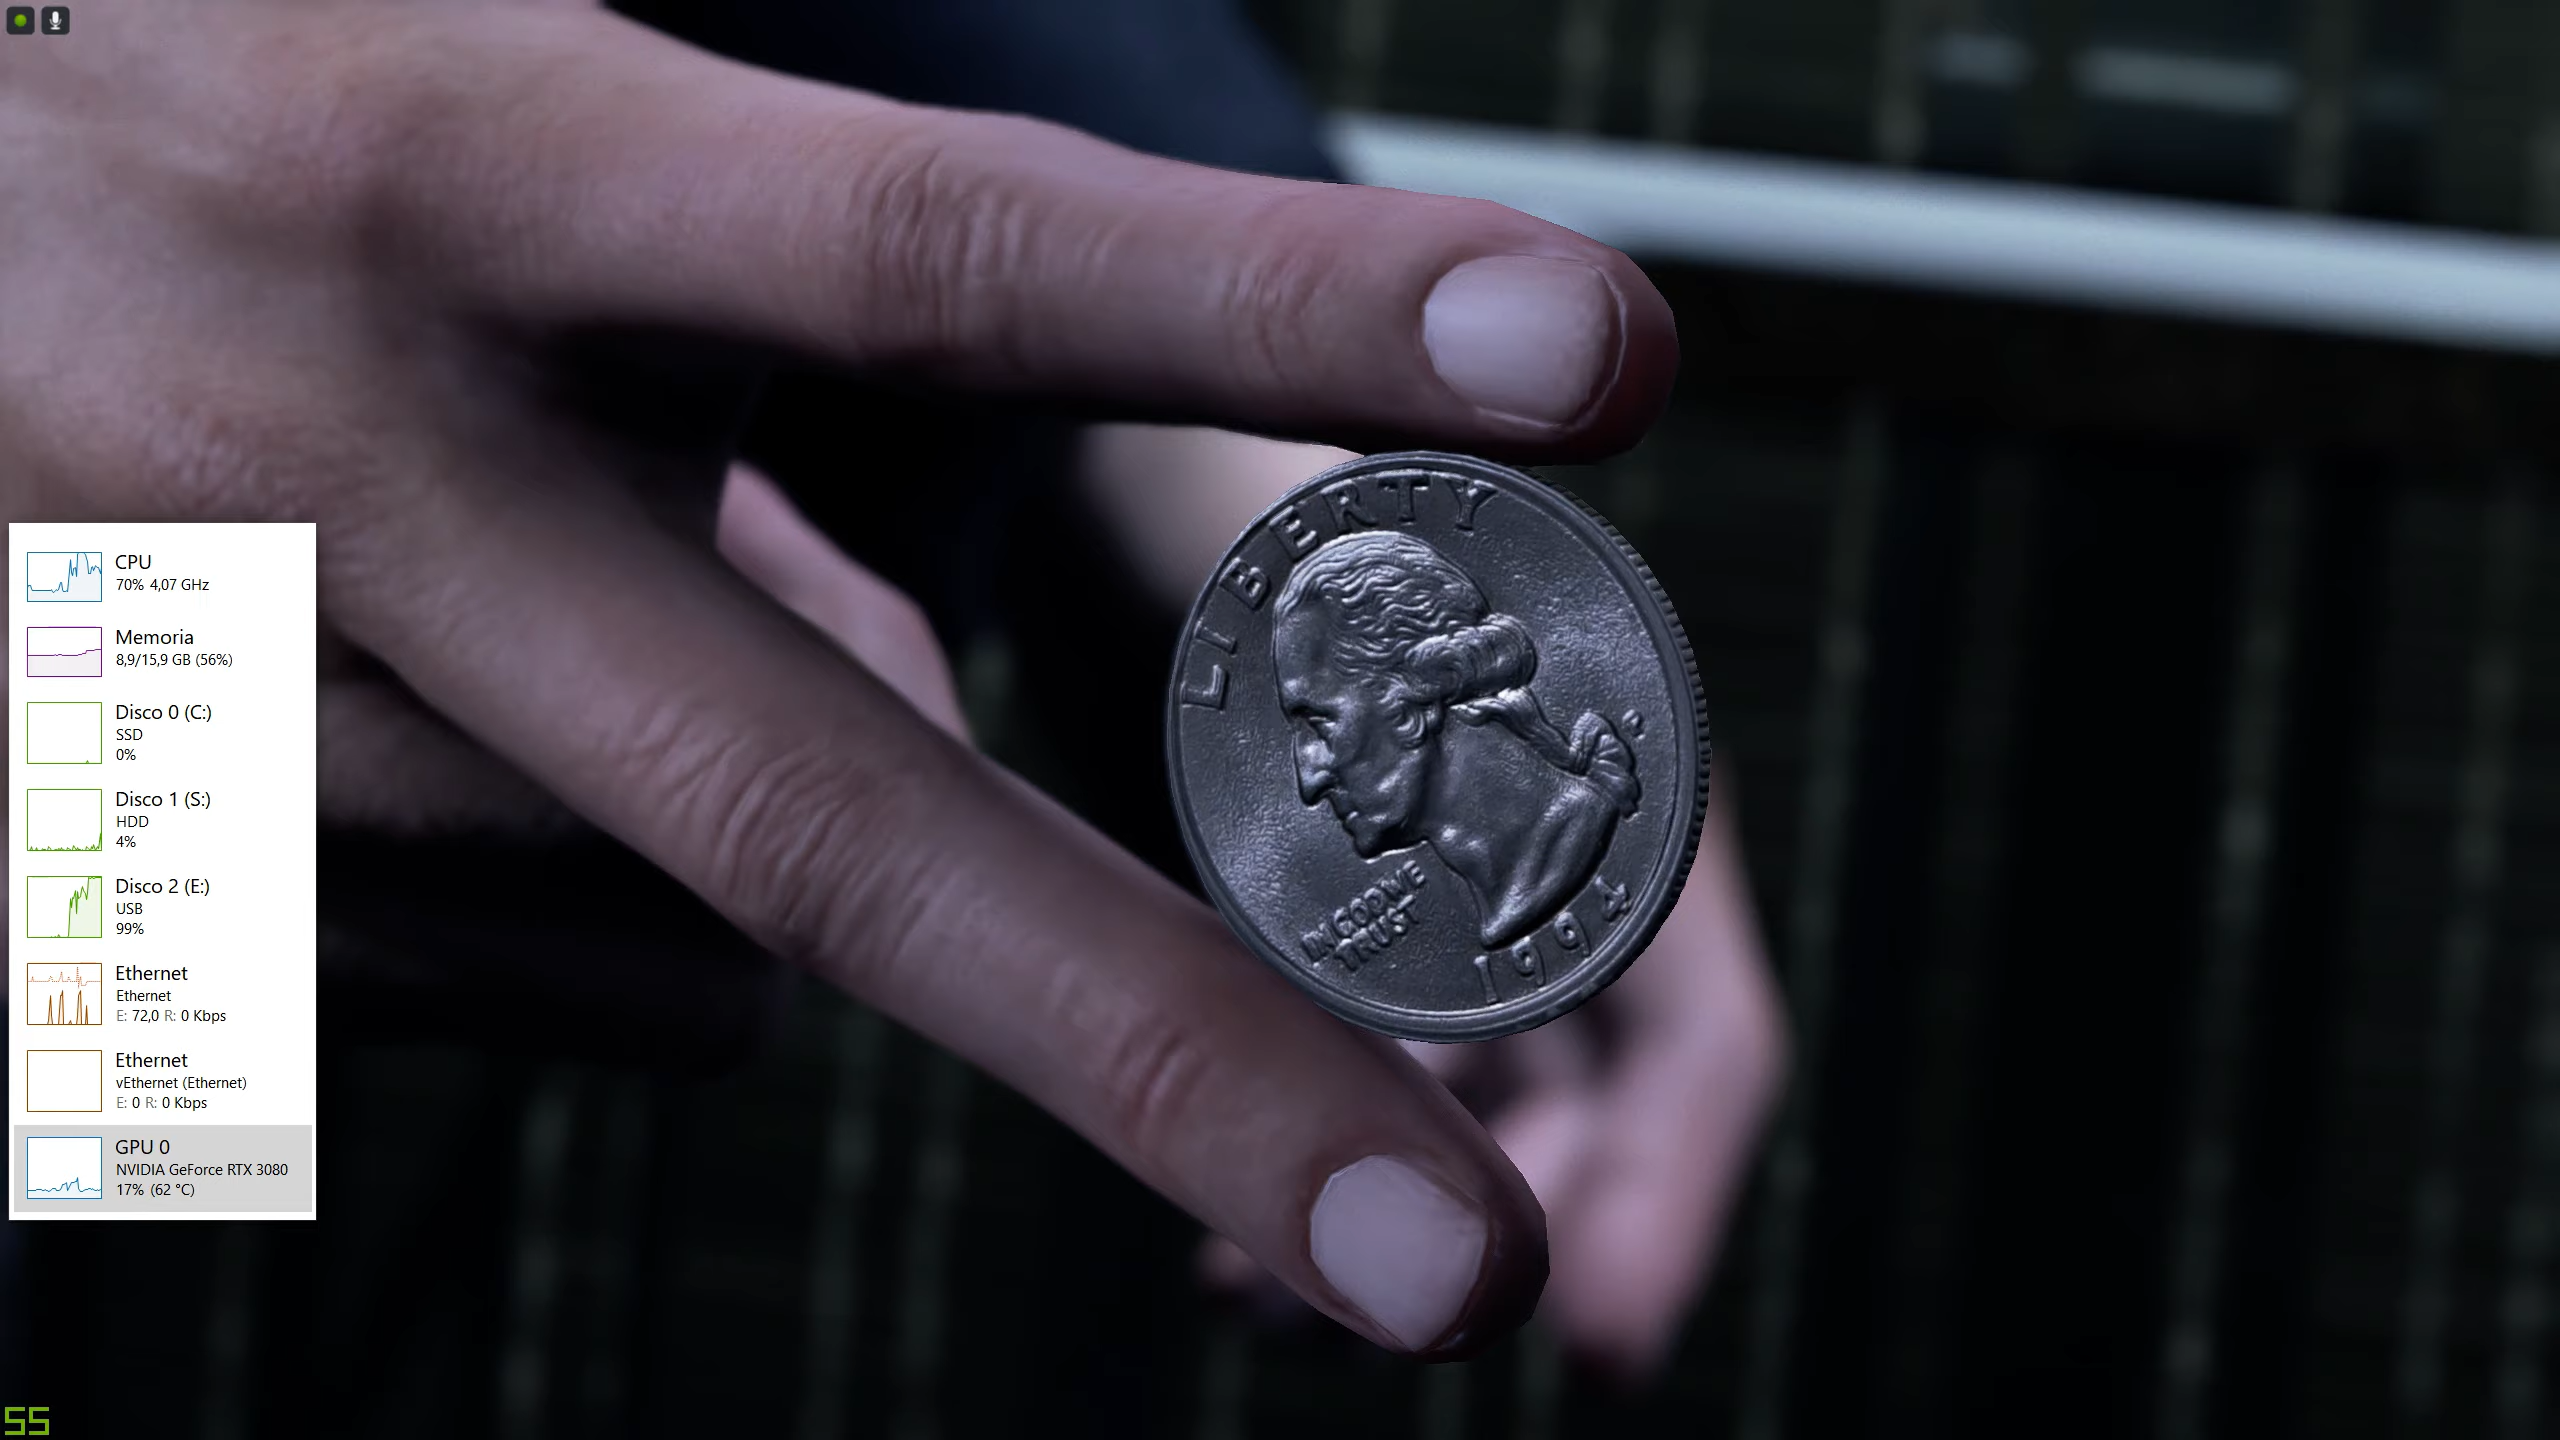 CPU
70% 4,07 GHz
Memoria
8,9/15,9 GB (56%)
Disco 0 (C:)
SSD
0%
Disco 1 (S:)
HDD
4%
Disco 2 (E:)
USB
99%
Ethernet
Ethernet
E: 72,0 R: 0 Kbps
Ethernet
vEthernet (Ethernet)
E: 0 R: 0 Kbps
GPU 0
NVIDIA GeForce RTX 3080
17% (62 °C)
LIBERTY
P
IN GOD WE
TRUST
1994
55